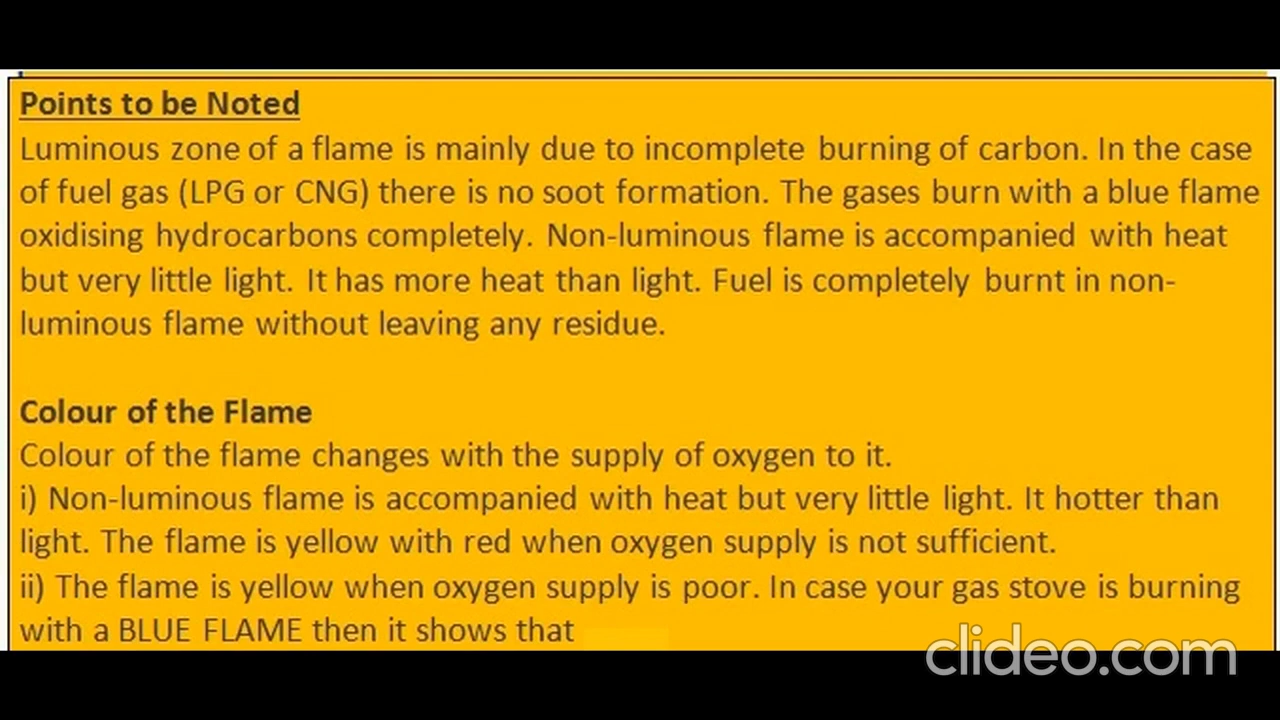 Points to be Noted
Luminous zone of a flame is mainly due to incomplete burning of carbon. In the case
of fuel gas (LPG or CNG) there is no soot formation. The gases burn with a blue flame
oxidising hydrocarbons completely. Non-luminous flame is accompanied with heat
but very little light. It has more heat than light. Fuel is completely burnt in non-
luminous flame without leaving any residue.
Colour of the Flame
Colour of the flame changes with the supply of oxygen to it.
i) Non-luminous flame is accompanied with heat but very little light. It hotter than
light. The flame is yellow with red when oxygen supply is not sufficient.
ii) The flame is yellow when oxygen supply is poor. In case your gas stove is burning
with a BLUE FLAME then it shows that
clideo.com